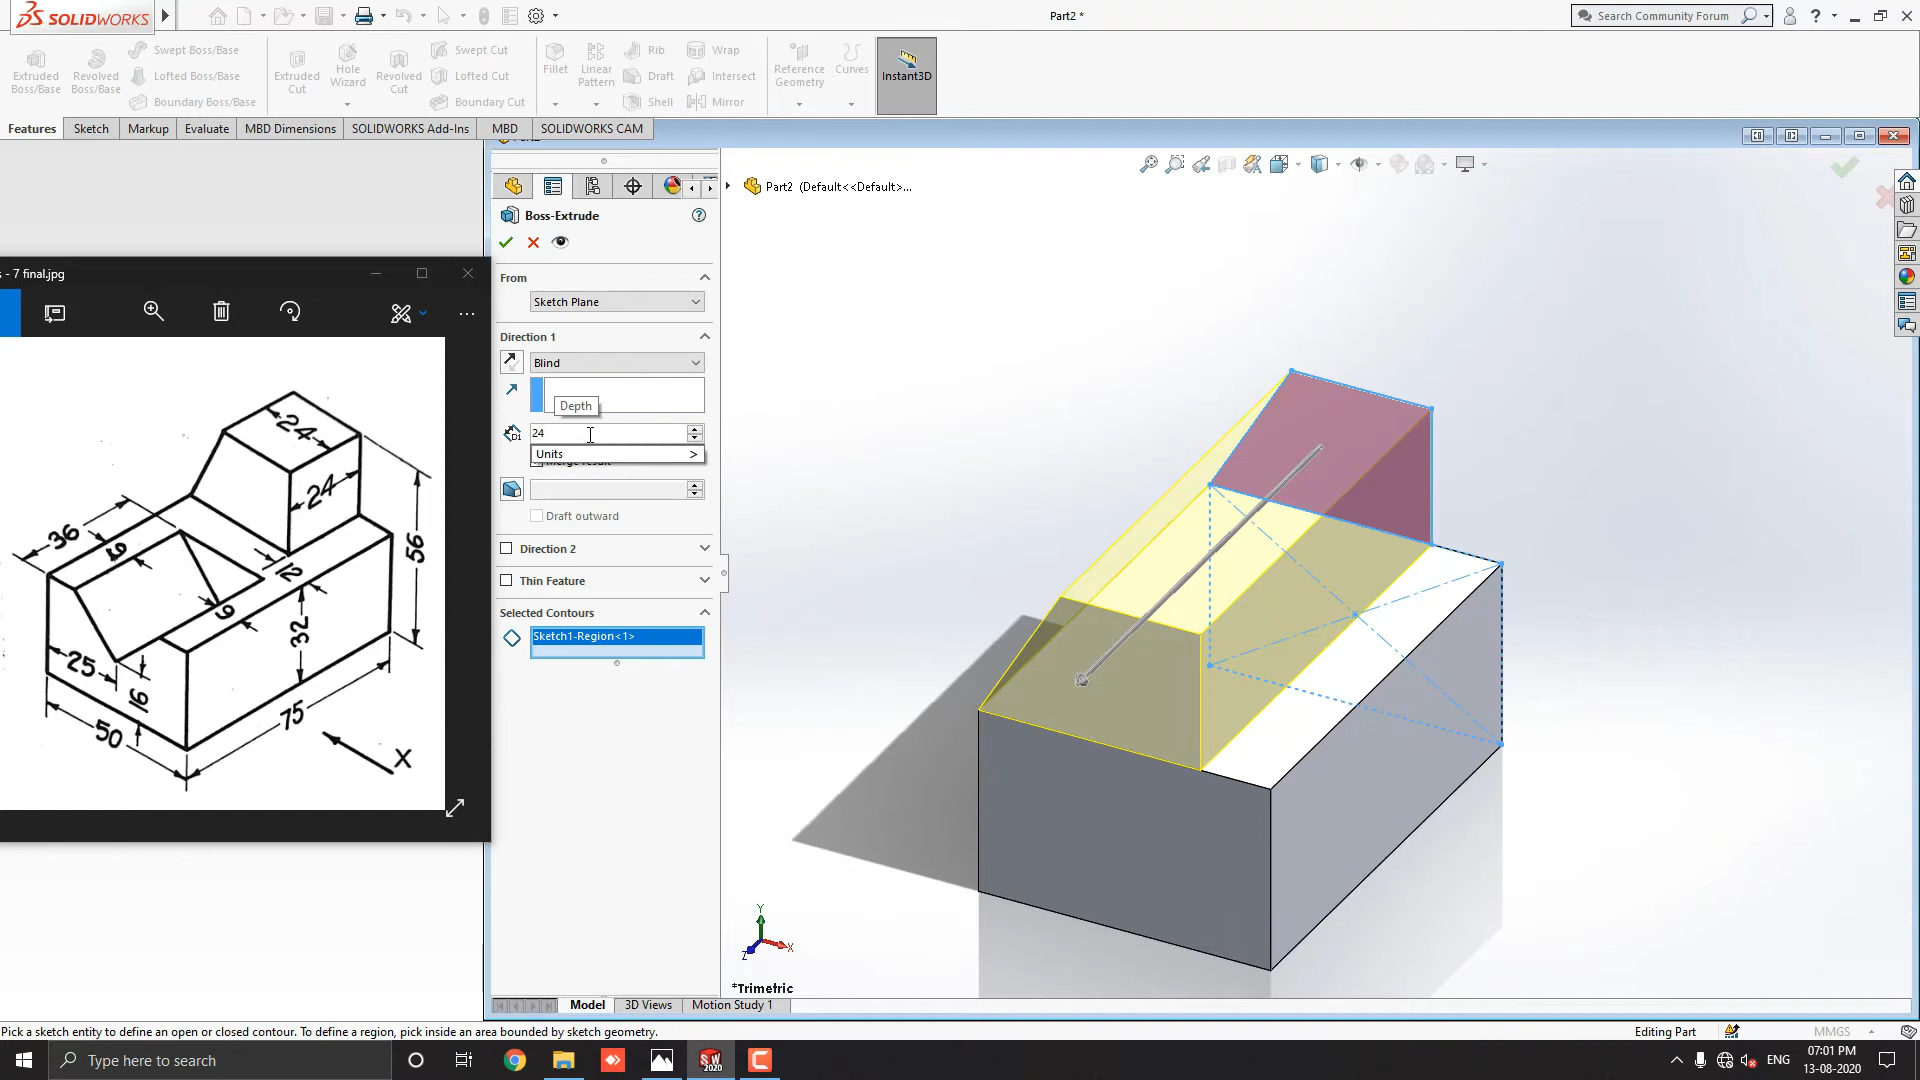 SOLIDWORKS
Part2 *
Search Community Forum
Extruded Boss/Base
Revolved Boss/Base
Swept Boss/Base
Lofted Boss/Base
Boundary Boss/Base
Extruded Cut
Hole Wizard
Revolved Cut
Swept Cut
Lofted Cut
Boundary Cut
Fillet
Linear Pattern
Rib
Draft
Shell
Wrap
Intersect
Mirror
Reference Geometry
Curves
Instant3D
Features
Sketch
Markup
Evaluate
MBD Dimensions
SOLIDWORKS Add-Ins
MBD
SOLIDWORKS CAM
Part2 (Default<<Default>...
Boss-Extrude
s - 7 final.jpg
From
Sketch Plane
Direction 1
Blind
Depth
D1
24
Units >
Merge result
Draft outward
Direction 2
Thin Feature
Selected Contours
Sketch1-Region<1>
24
24
36
9
12
56
9
32
25
16
50
75
X
Y
X
Z
*Trimetric
Model
3D Views
Motion Study 1
Pick a sketch entity to define an open or closed contour. To define a region, pick inside an area bounded by sketch geometry.
Editing Part
MMGS
Type here to search
SW
2020
ENG
07:01 PM
13-08-2020